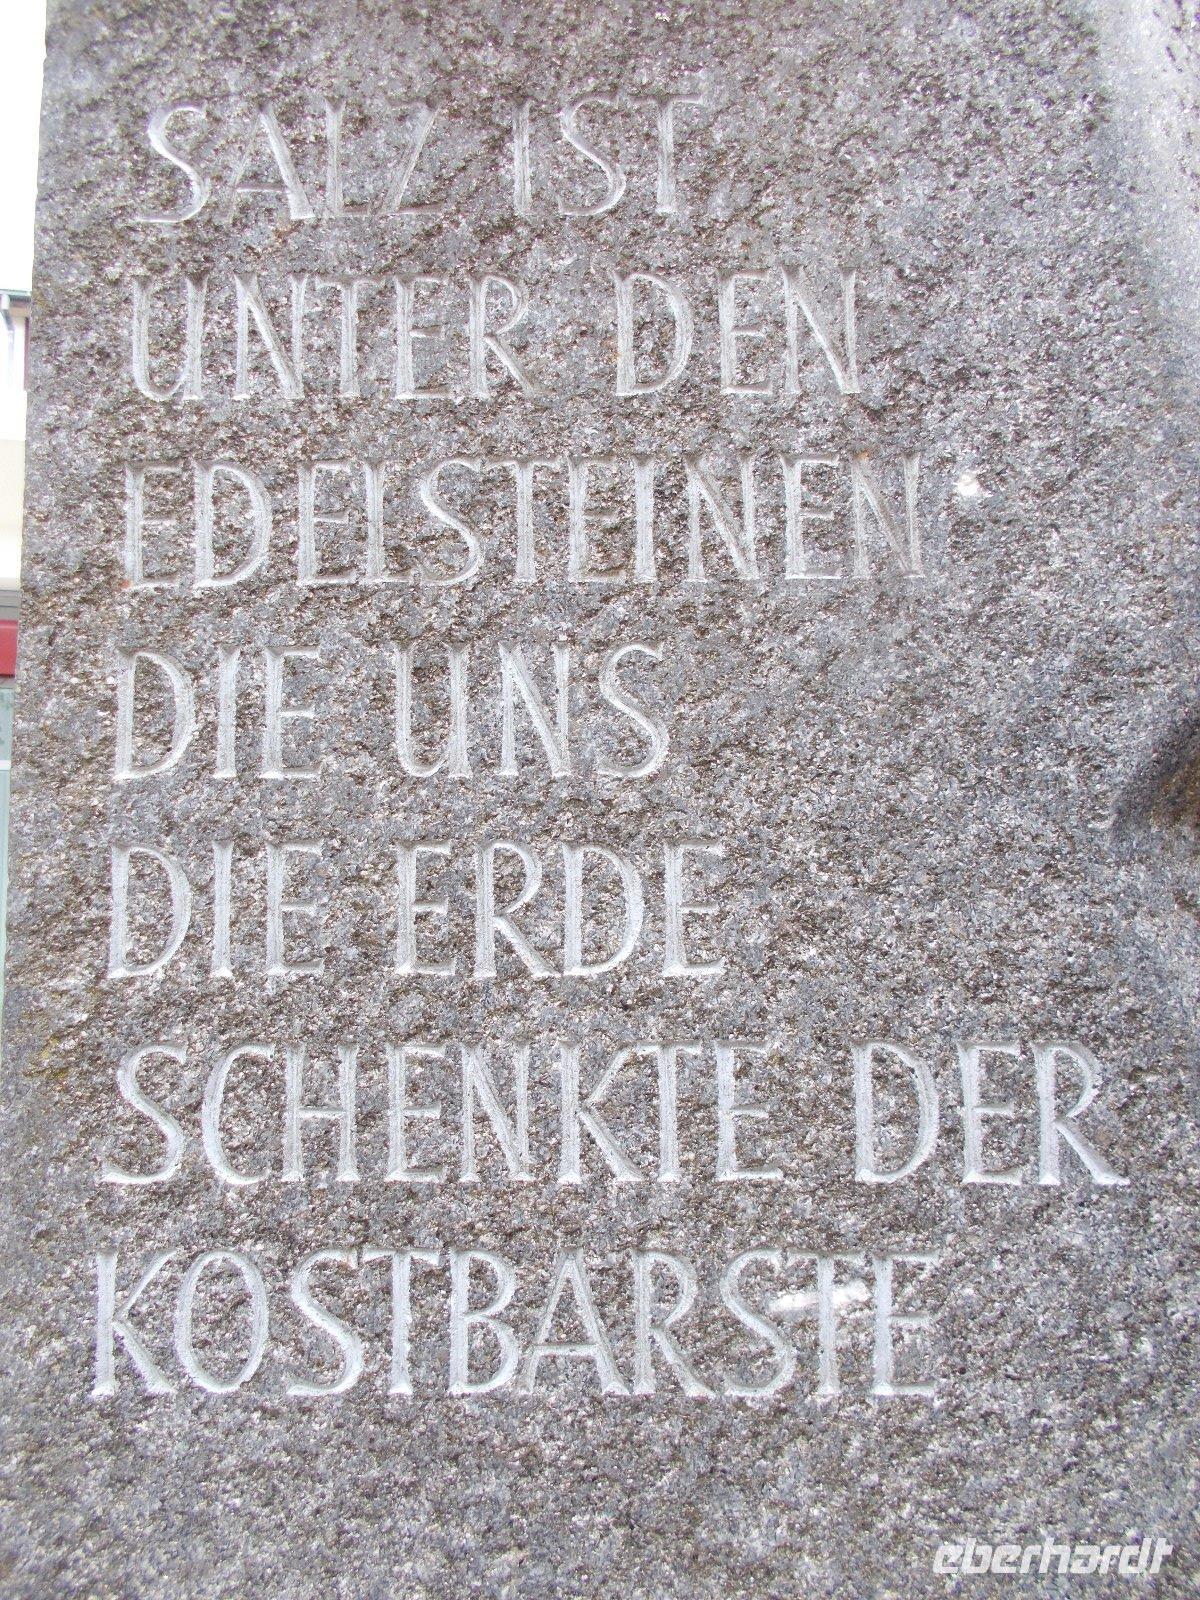 SALZ IST
UNTER DEN
EDELSTEINEN
DIE UNS
DIE ERDE
SCHENKTE DER
KOSTBARSTE
eberhardt